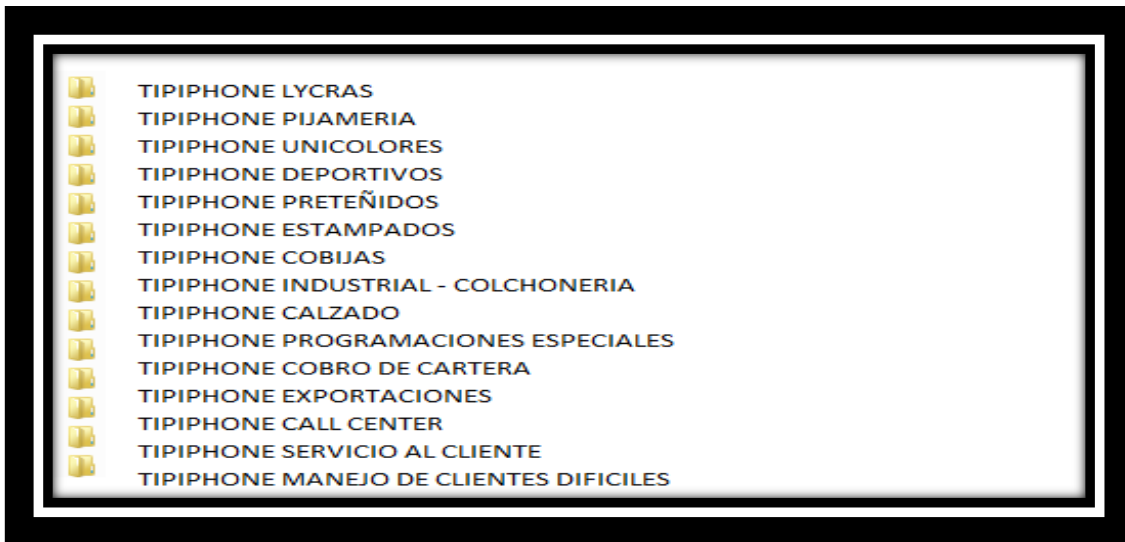 TIPIPHONE LYCRAS
TIPIPHONE PIJAMERIA
TIPIPHONE UNICOLORES
TIPIPHONE DEPORTIVOS
TIPIPHONE PRETEÑIDOS
TIPIPHONE ESTAMPADOS
TIPIPHONE COBIJAS
TIPIPHONE INDUSTRIAL - COLCHONERIA
TIPIPHONE CALZADO
TIPIPHONE PROGRAMACIONES ESPECIALES
TIPIPHONE COBRO DE CARTERA
TIPIPHONE EXPORTACIONES
TIPIPHONE CALL CENTER
TIPIPHONE SERVICIO AL CLIENTE
TIPIPHONE MANEJO DE CLIENTES DIFICILES